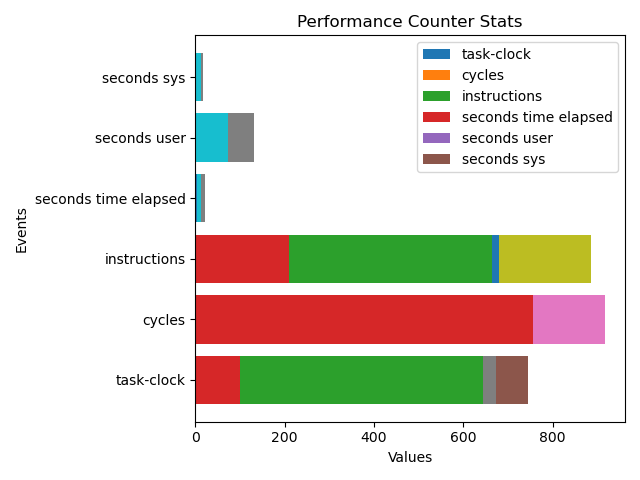 Performance Counter Stats
task-clock
cycles
instructions
seconds time elapsed
seconds user
seconds sys
seconds sys
seconds user
seconds time elapsed
instructions
cycles
task-clock
Events
0 200 400 600 800
Values